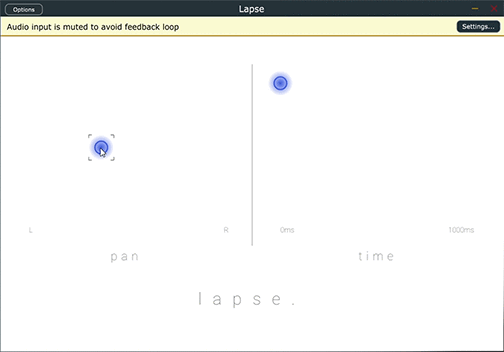 Options
Lapse
Audio input is muted to avoid feedback loop
Settings...
L
R
0ms
1000ms
pan
time
lapse.